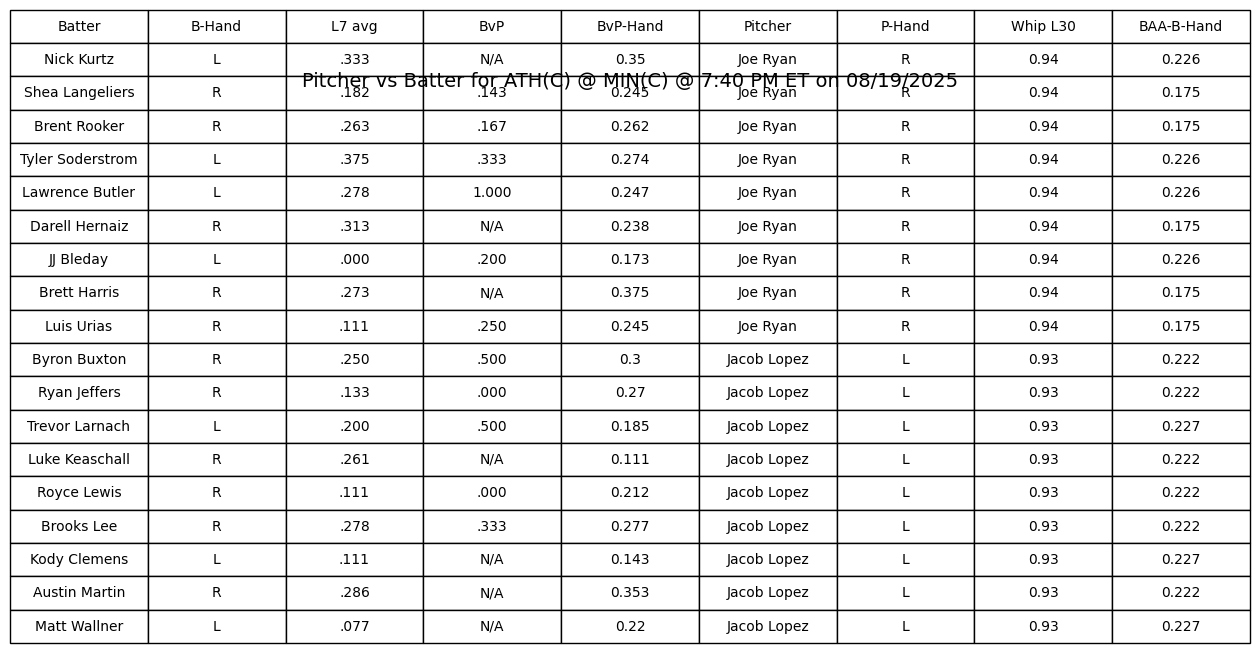 Batter B-Hand L7 avg BvP BvP-Hand Pitcher P-Hand Whip L30 BAA-B-Hand
Nick Kurtz L .333 N/A 0.35 Joe Ryan R 0.94 0.226
Pitcher vs Batter for ATH(C) @ MIN(C) @ 7:40 PM ET on 08/19/2025
Shea Langeliers R .182 .143 0.245 Joe Ryan R 0.94 0.175
Brent Rooker R .263 .167 0.262 Joe Ryan R 0.94 0.175
Tyler Soderstrom L .375 .333 0.274 Joe Ryan R 0.94 0.226
Lawrence Butler L .278 1.000 0.247 Joe Ryan R 0.94 0.226
Darell Hernaiz R .313 N/A 0.238 Joe Ryan R 0.94 0.175
JJ Bleday L .000 .200 0.173 Joe Ryan R 0.94 0.226
Brett Harris R .273 N/A 0.375 Joe Ryan R 0.94 0.175
Luis Urias R .111 .250 0.245 Joe Ryan R 0.94 0.175
Byron Buxton R .250 .500 0.3 Jacob Lopez L 0.93 0.222
Ryan Jeffers R .133 .000 0.27 Jacob Lopez L 0.93 0.222
Trevor Larnach L .200 .500 0.185 Jacob Lopez L 0.93 0.227
Luke Keaschall R .261 N/A 0.111 Jacob Lopez L 0.93 0.222
Royce Lewis R .111 .000 0.212 Jacob Lopez L 0.93 0.222
Brooks Lee R .278 .333 0.277 Jacob Lopez L 0.93 0.222
Kody Clemens L .111 N/A 0.143 Jacob Lopez L 0.93 0.227
Austin Martin R .286 N/A 0.353 Jacob Lopez L 0.93 0.222
Matt Wallner L .077 N/A 0.22 Jacob Lopez L 0.93 0.227